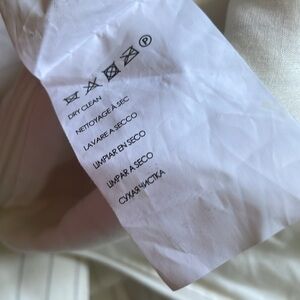 P
DRY CLEAN
NETTOYAGE À SEC
LAVARE A SECCO
LIMPIAR EN SECO
LIMPAR A SECO
СУХАЯ ЧИСТКА